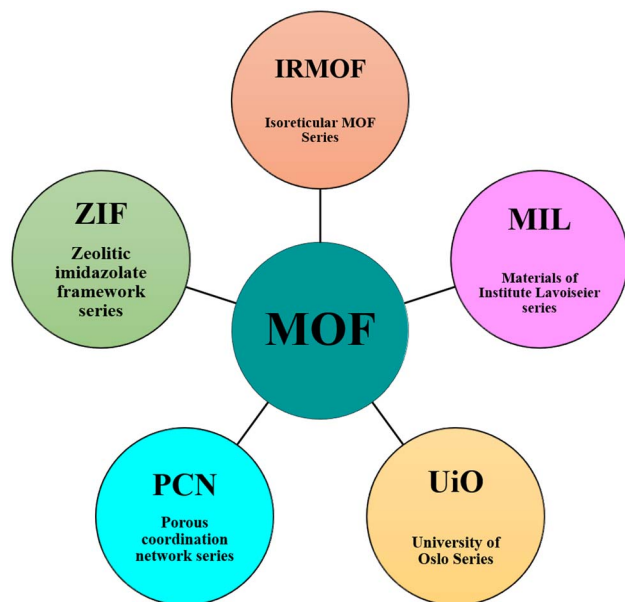 IRMOF
Isoreticular MOF
Series
ZIF
Zeolitic
imidazolate
framework
series
MIL
Materials of
Institute Lavoiseier
series
MOF
PCN
Porous
coordination
network series
UiO
University of
Oslo Series